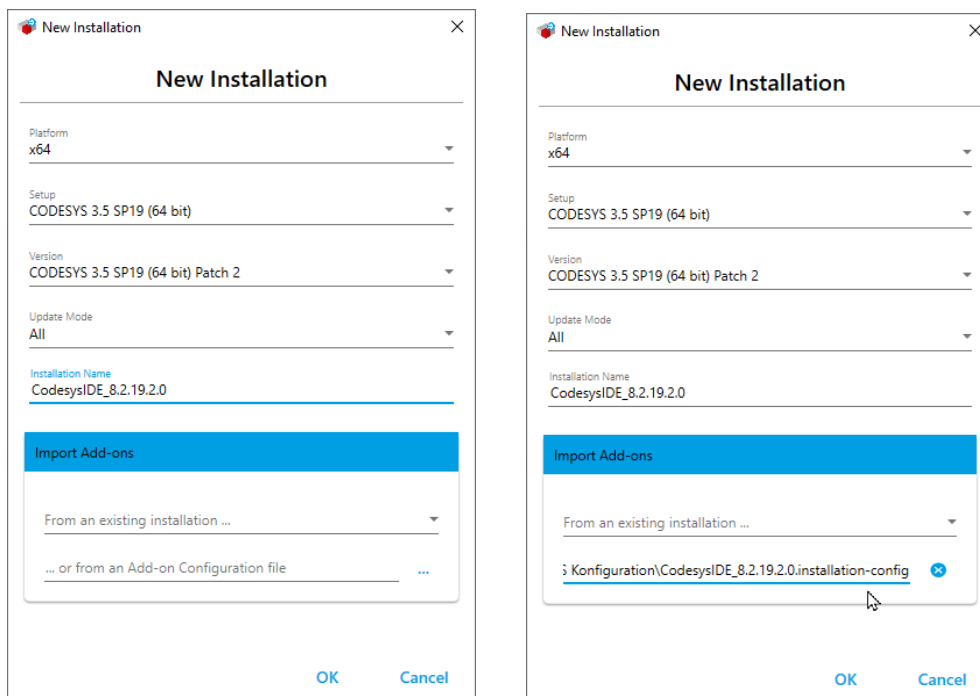 New Installation
New Installation
Platform
x64
Setup
CODESYS 3.5 SP19 (64 bit)
Version
CODESYS 3.5 SP19 (64 bit) Patch 2
Update Mode
All
Installation Name
CodesysIDE_8.2.19.2.0
Import Add-ons
From an existing installation ...
... or from an Add-on Configuration file
...
OK Cancel
New Installation
New Installation
Platform
x64
Setup
CODESYS 3.5 SP19 (64 bit)
Version
CODESYS 3.5 SP19 (64 bit) Patch 2
Update Mode
All
Installation Name
CodesysIDE_8.2.19.2.0
Import Add-ons
From an existing installation ...
Konfiguration\CodesysIDE_8.2.19.2.0.installation-config
OK Cancel